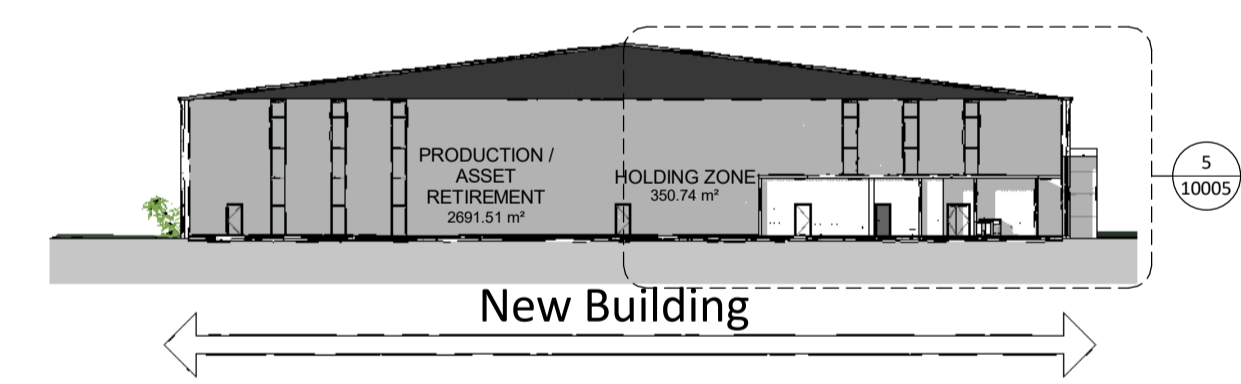 PRODUCTION /
ASSET
RETIREMENT
2691.51 m²
HOLDING ZONE
350.74 m²
5
10005
New Building